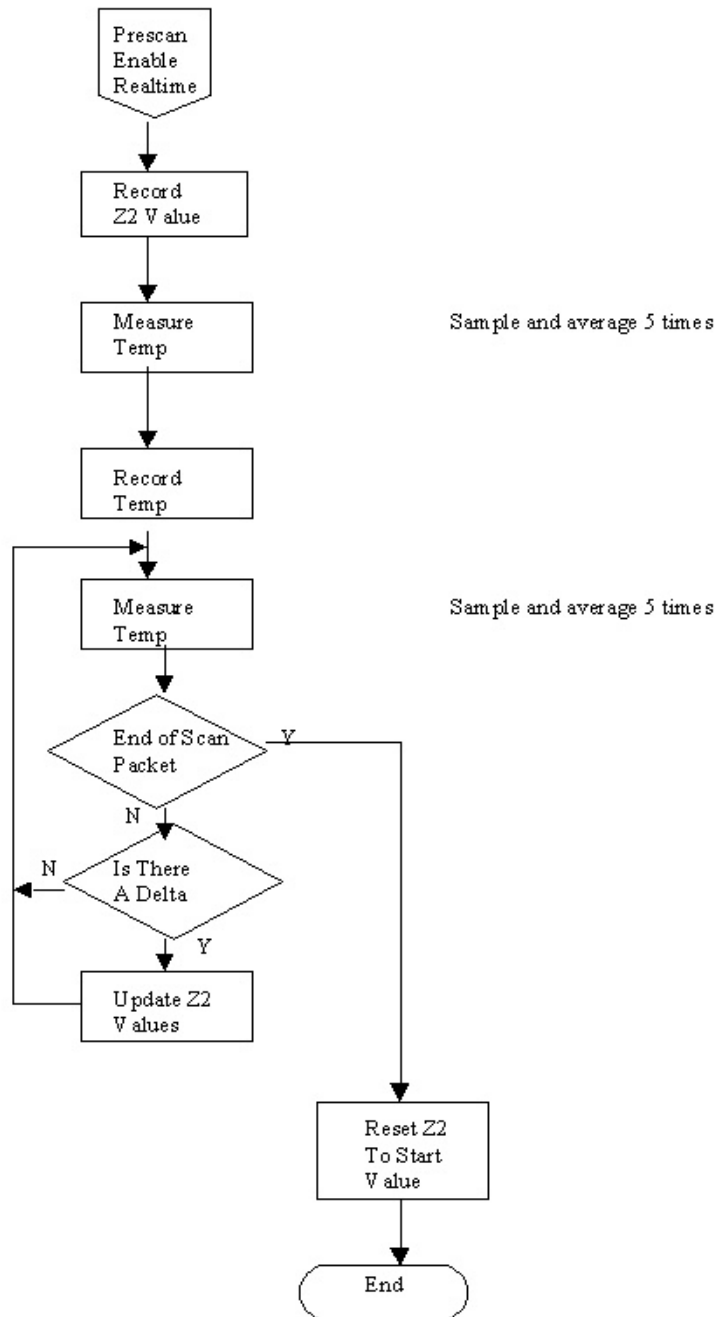 Prescan
Enable
Realtime
Record
Z2 Value
Measure
Temp
Sample and average 5 times
Record
Temp
Measure
Temp
Sample and average 5 times
End of Scan
Packet
Y
N
Is There
A Delta
N
Y
Update Z2
Values
Reset Z2
To Start
Value
End